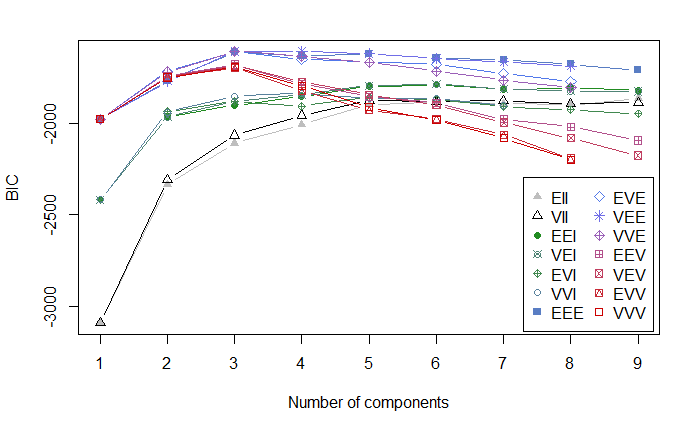 BIC
-2000
-2500
-3000
1 2 3 4 5 6 7 8 9
Number of components
EII EVE
VII VEE
EEI VVE
VEI EEV
EVI VEV
VVI EVV
EEE VVV